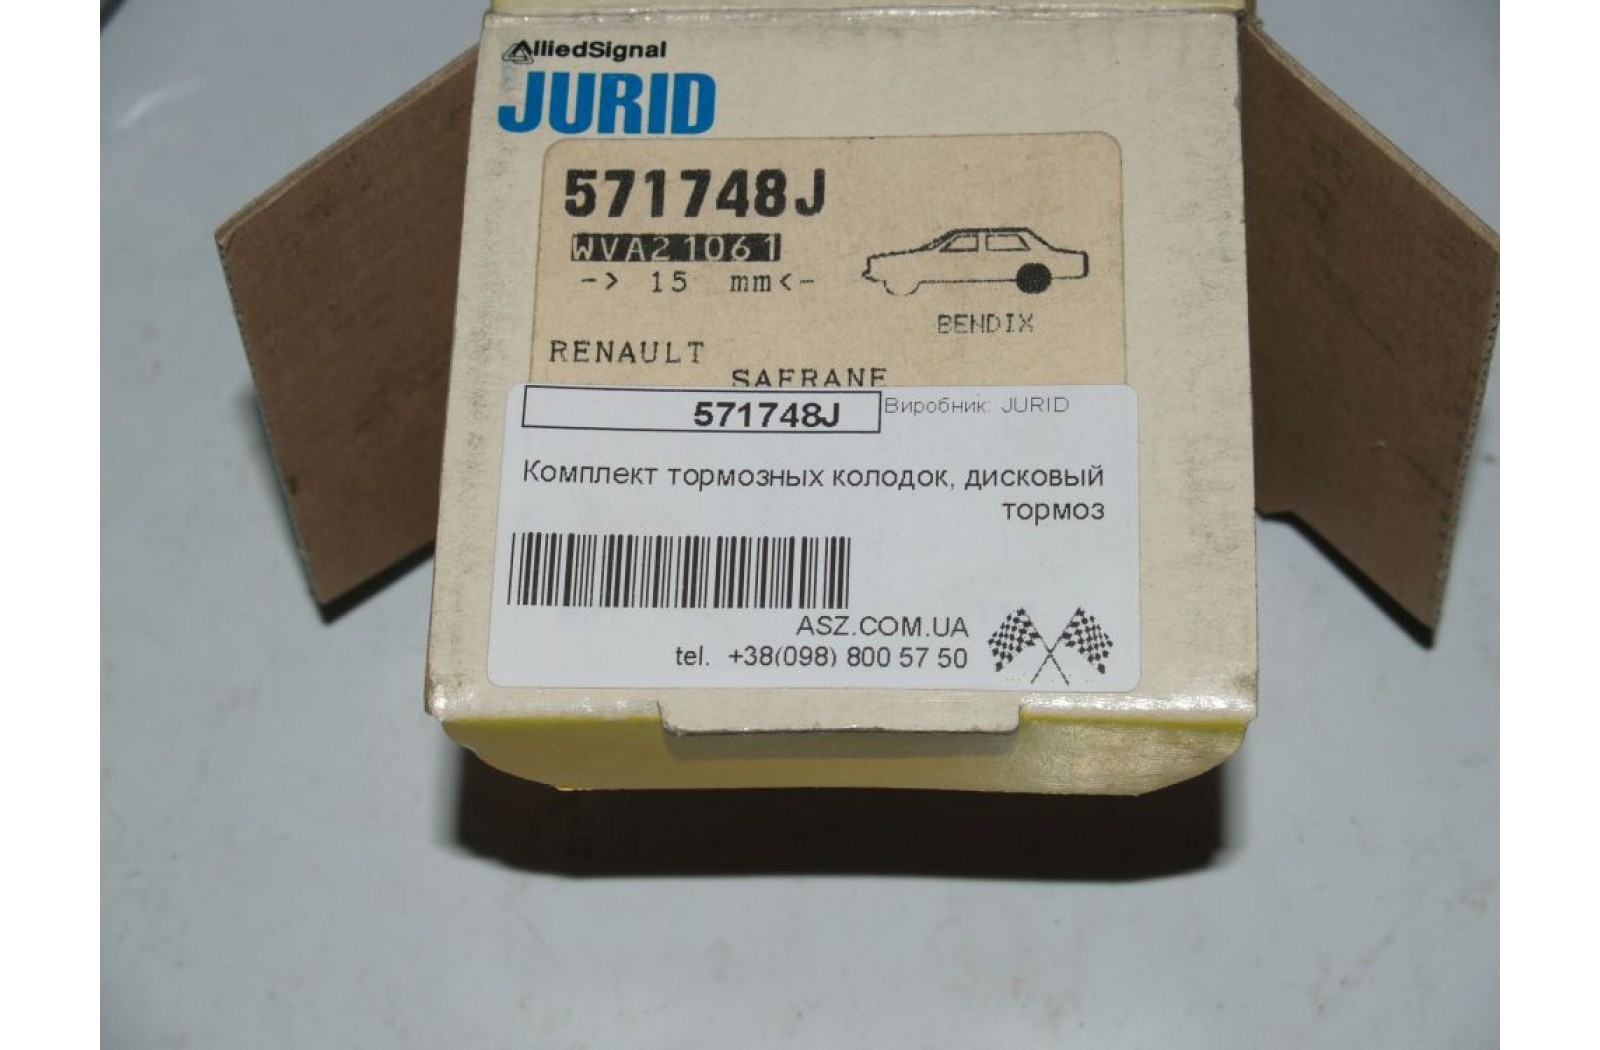 AlliedSignal
JURID
571748J
WVA21061
-> 15 mm<-
BENDIX
RENAULT
SAFRANE
571748J
Виробник: JURID
Комплект тормозных колодок, дисковый
тормоз
ASZ.COM.UA
tel. +38(098) 800 57 50